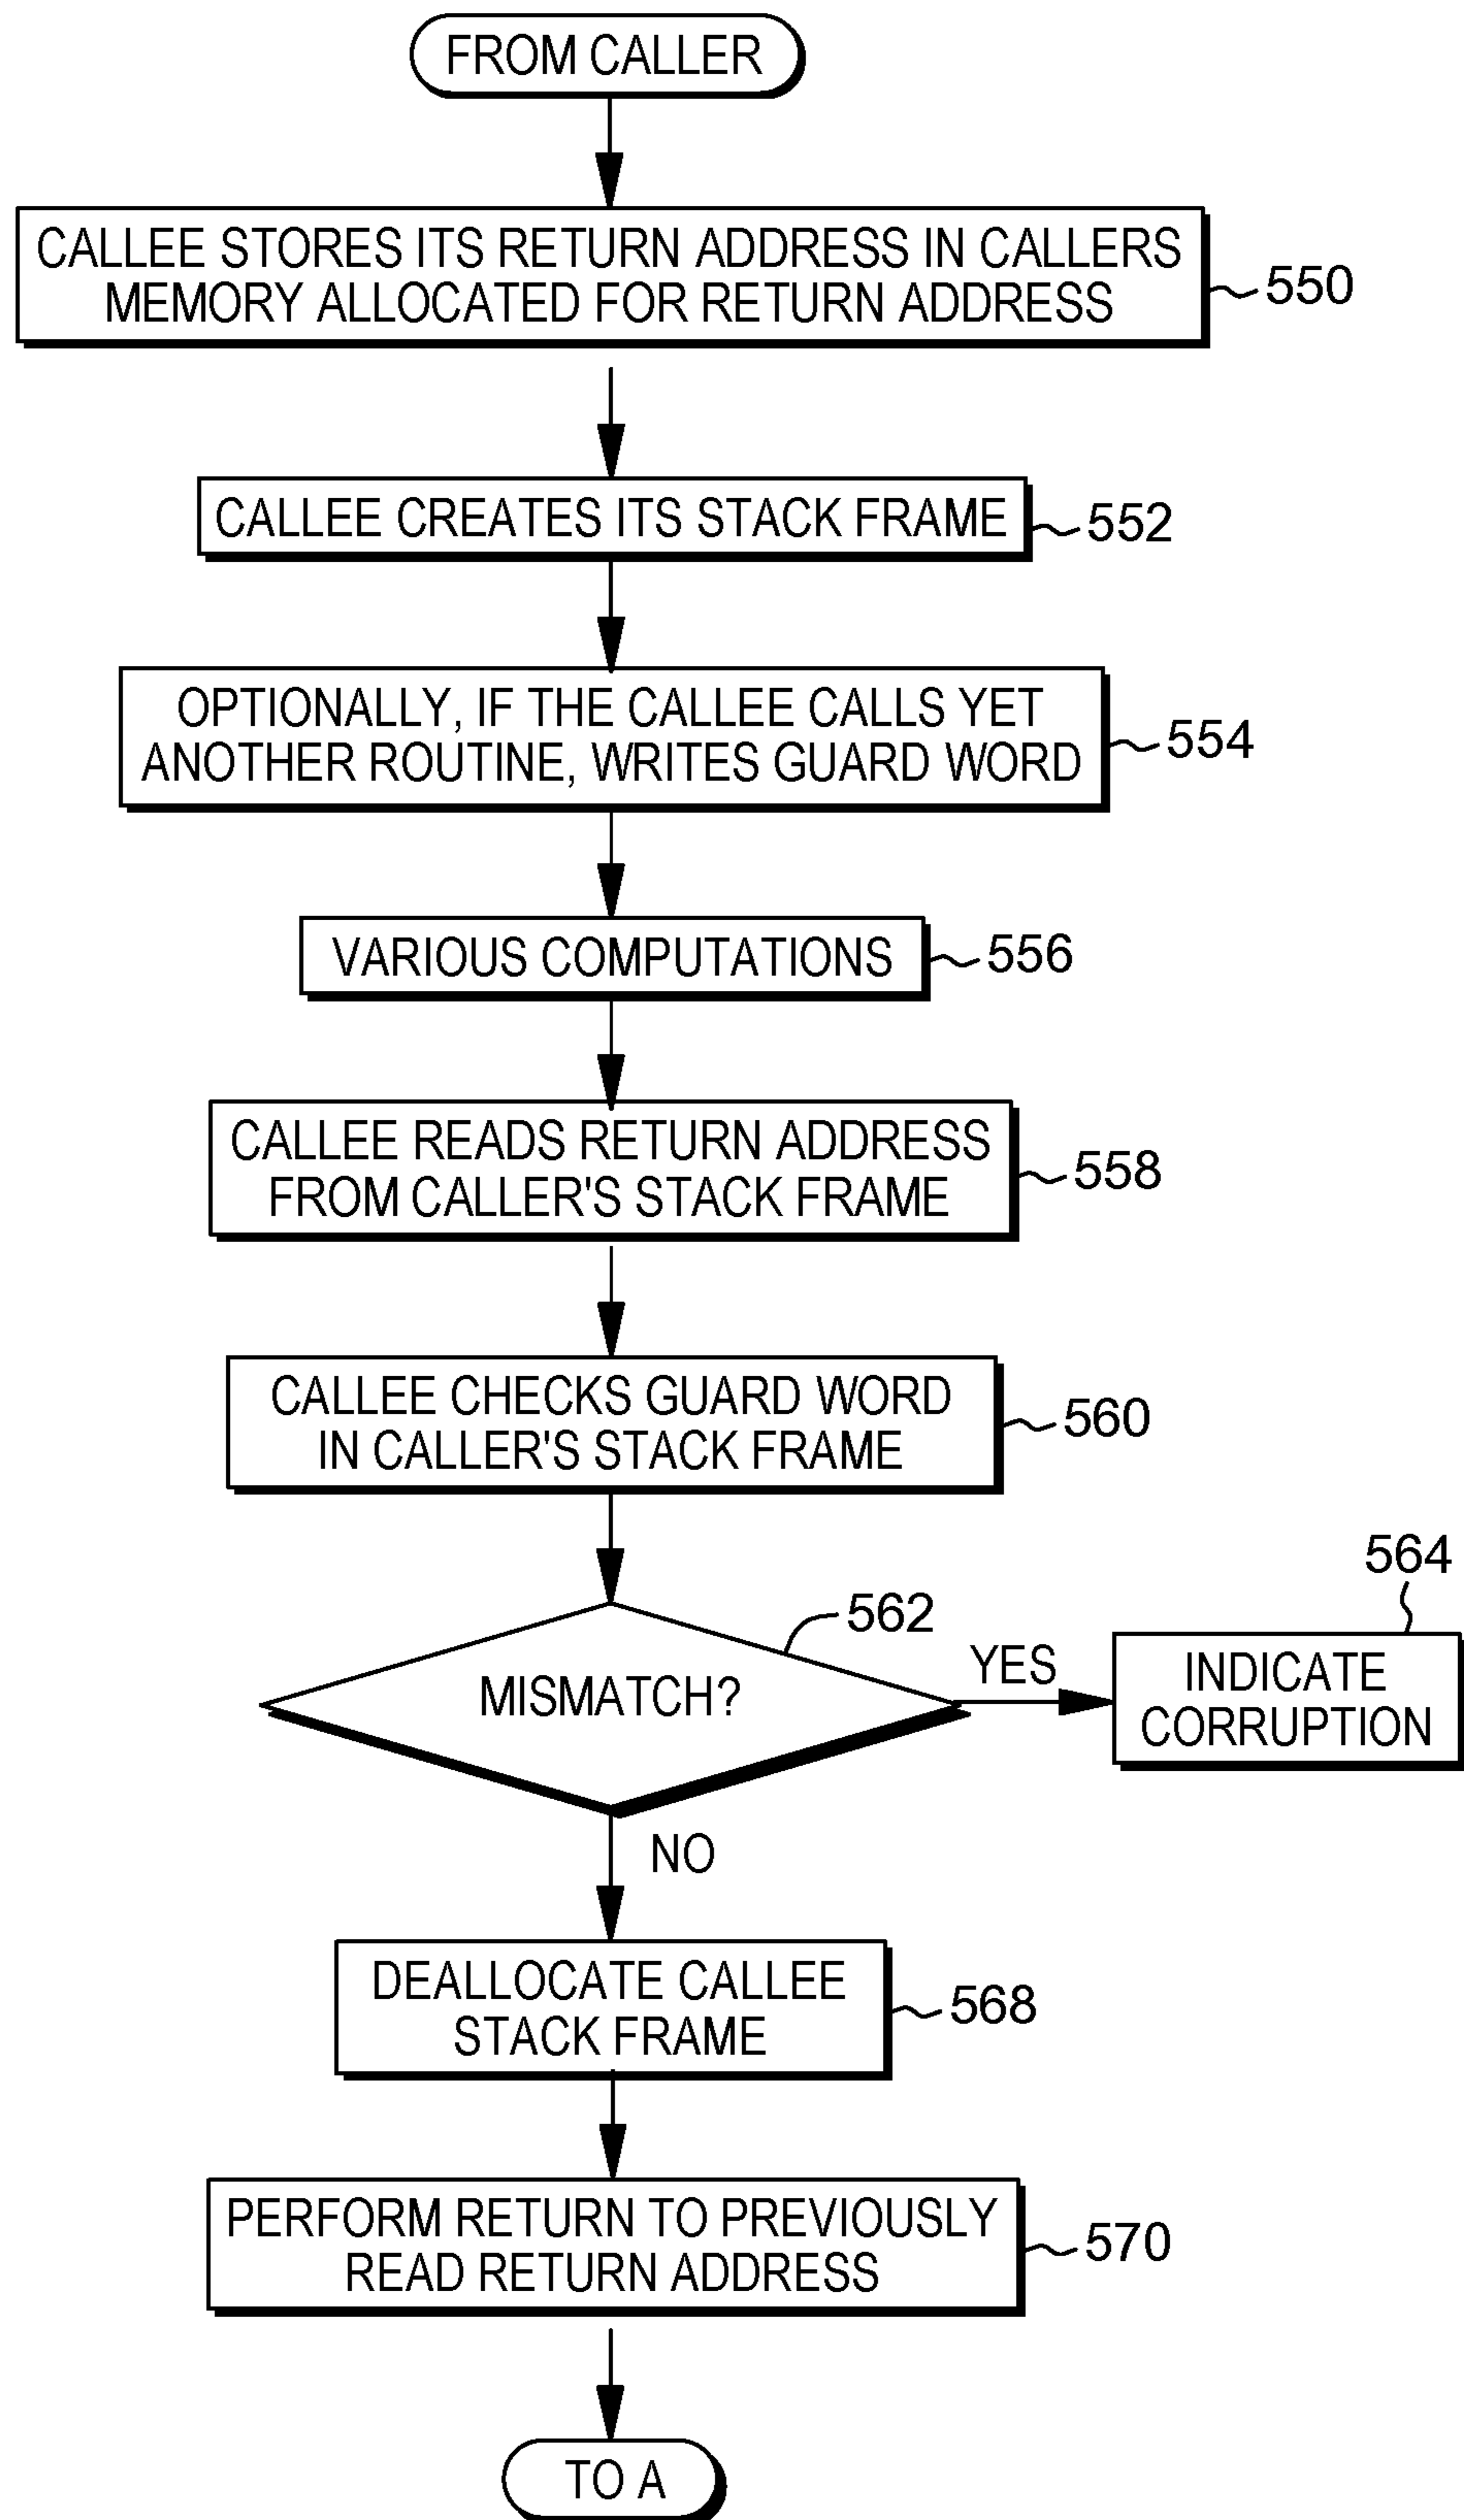 FROM CALLER
CALLEE STORES ITS RETURN ADDRESS IN CALLERS
MEMORY ALLOCATED FOR RETURN ADDRESS
550
CALLEE CREATES ITS STACK FRAME
552
OPTIONALLY, IF THE CALLEE CALLS YET
ANOTHER ROUTINE, WRITES GUARD WORD
554
VARIOUS COMPUTATIONS
556
CALLEE READS RETURN ADDRESS
FROM CALLER'S STACK FRAME
558
CALLEE CHECKS GUARD WORD
IN CALLER'S STACK FRAME
560
MISMATCH?
562
YES
564
INDICATE
CORRUPTION
NO
DEALLOCATE CALLEE
STACK FRAME
568
PERFORM RETURN TO PREVIOUSLY
READ RETURN ADDRESS
570
TO A